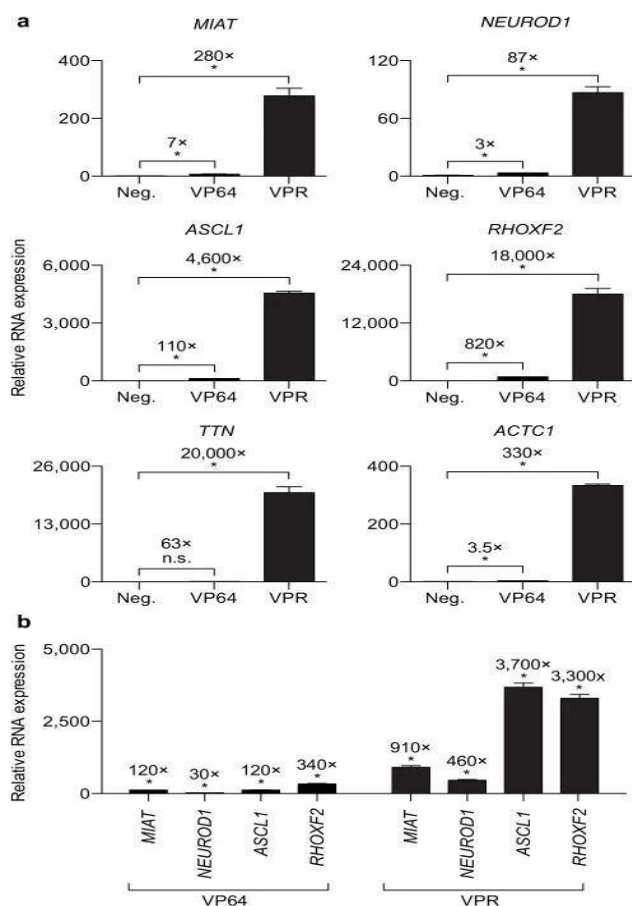 a
MIAT
NEUROD1
280×
*
7×
*
400
200
0
Neg. VP64 VPR
87×
*
3×
*
120
60
0
Neg. VP64 VPR
ASCL1
RHOXF2
4,600×
*
110×
*
6,000
3,000
0
Neg. VP64 VPR
18,000×
*
820×
*
24,000
12,000
0
Neg. VP64 VPR
Relative RNA expression
TTN
ACTC1
20,000×
*
63×
n.s.
26,000
13,000
0
Neg. VP64 VPR
330×
*
3.5×
*
400
200
0
Neg. VP64 VPR
b
Relative RNA expression
5,000
2,500
0
120× 30× 120× 340× 910× 460× 3,700× 3,300x
* * * * * * * *
MIAT NEUROD1 ASCL1 RHOXF2 MIAT NEUROD1 ASCL1 RHOXF2
VP64 VPR